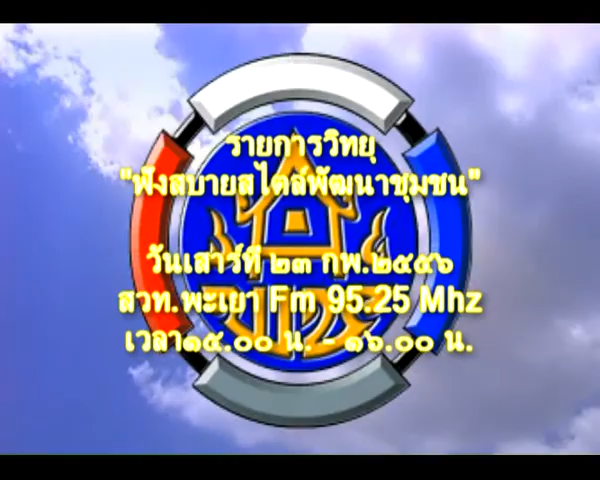 รายการวิทยุ
"ฟังสบายสไตล์พัฒนาชุมชน"
วันเสาร์ที่ ๒๓ กพ.๒๕๕๖
สวท.พะเยา Fm 95.25 Mhz
เวลา๑๕.๐๐ น. - ๑๖.๐๐ น.